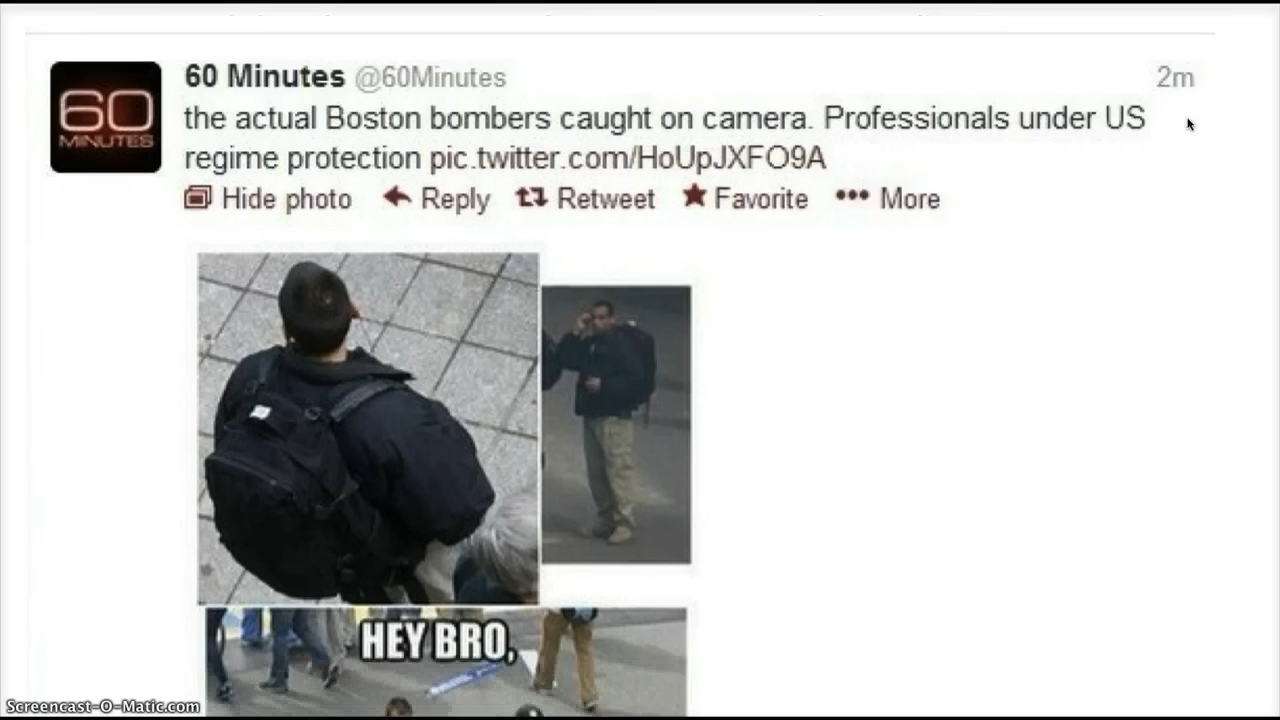 60 Minutes @60Minutes 2m
60
MINUTES
the actual Boston bombers caught on camera. Professionals under US
regime protection pic.twitter.com/HoUpJXFO9A
Hide photo Reply Retweet Favorite More
HEY BRO,
Screencast-O-Matic.com